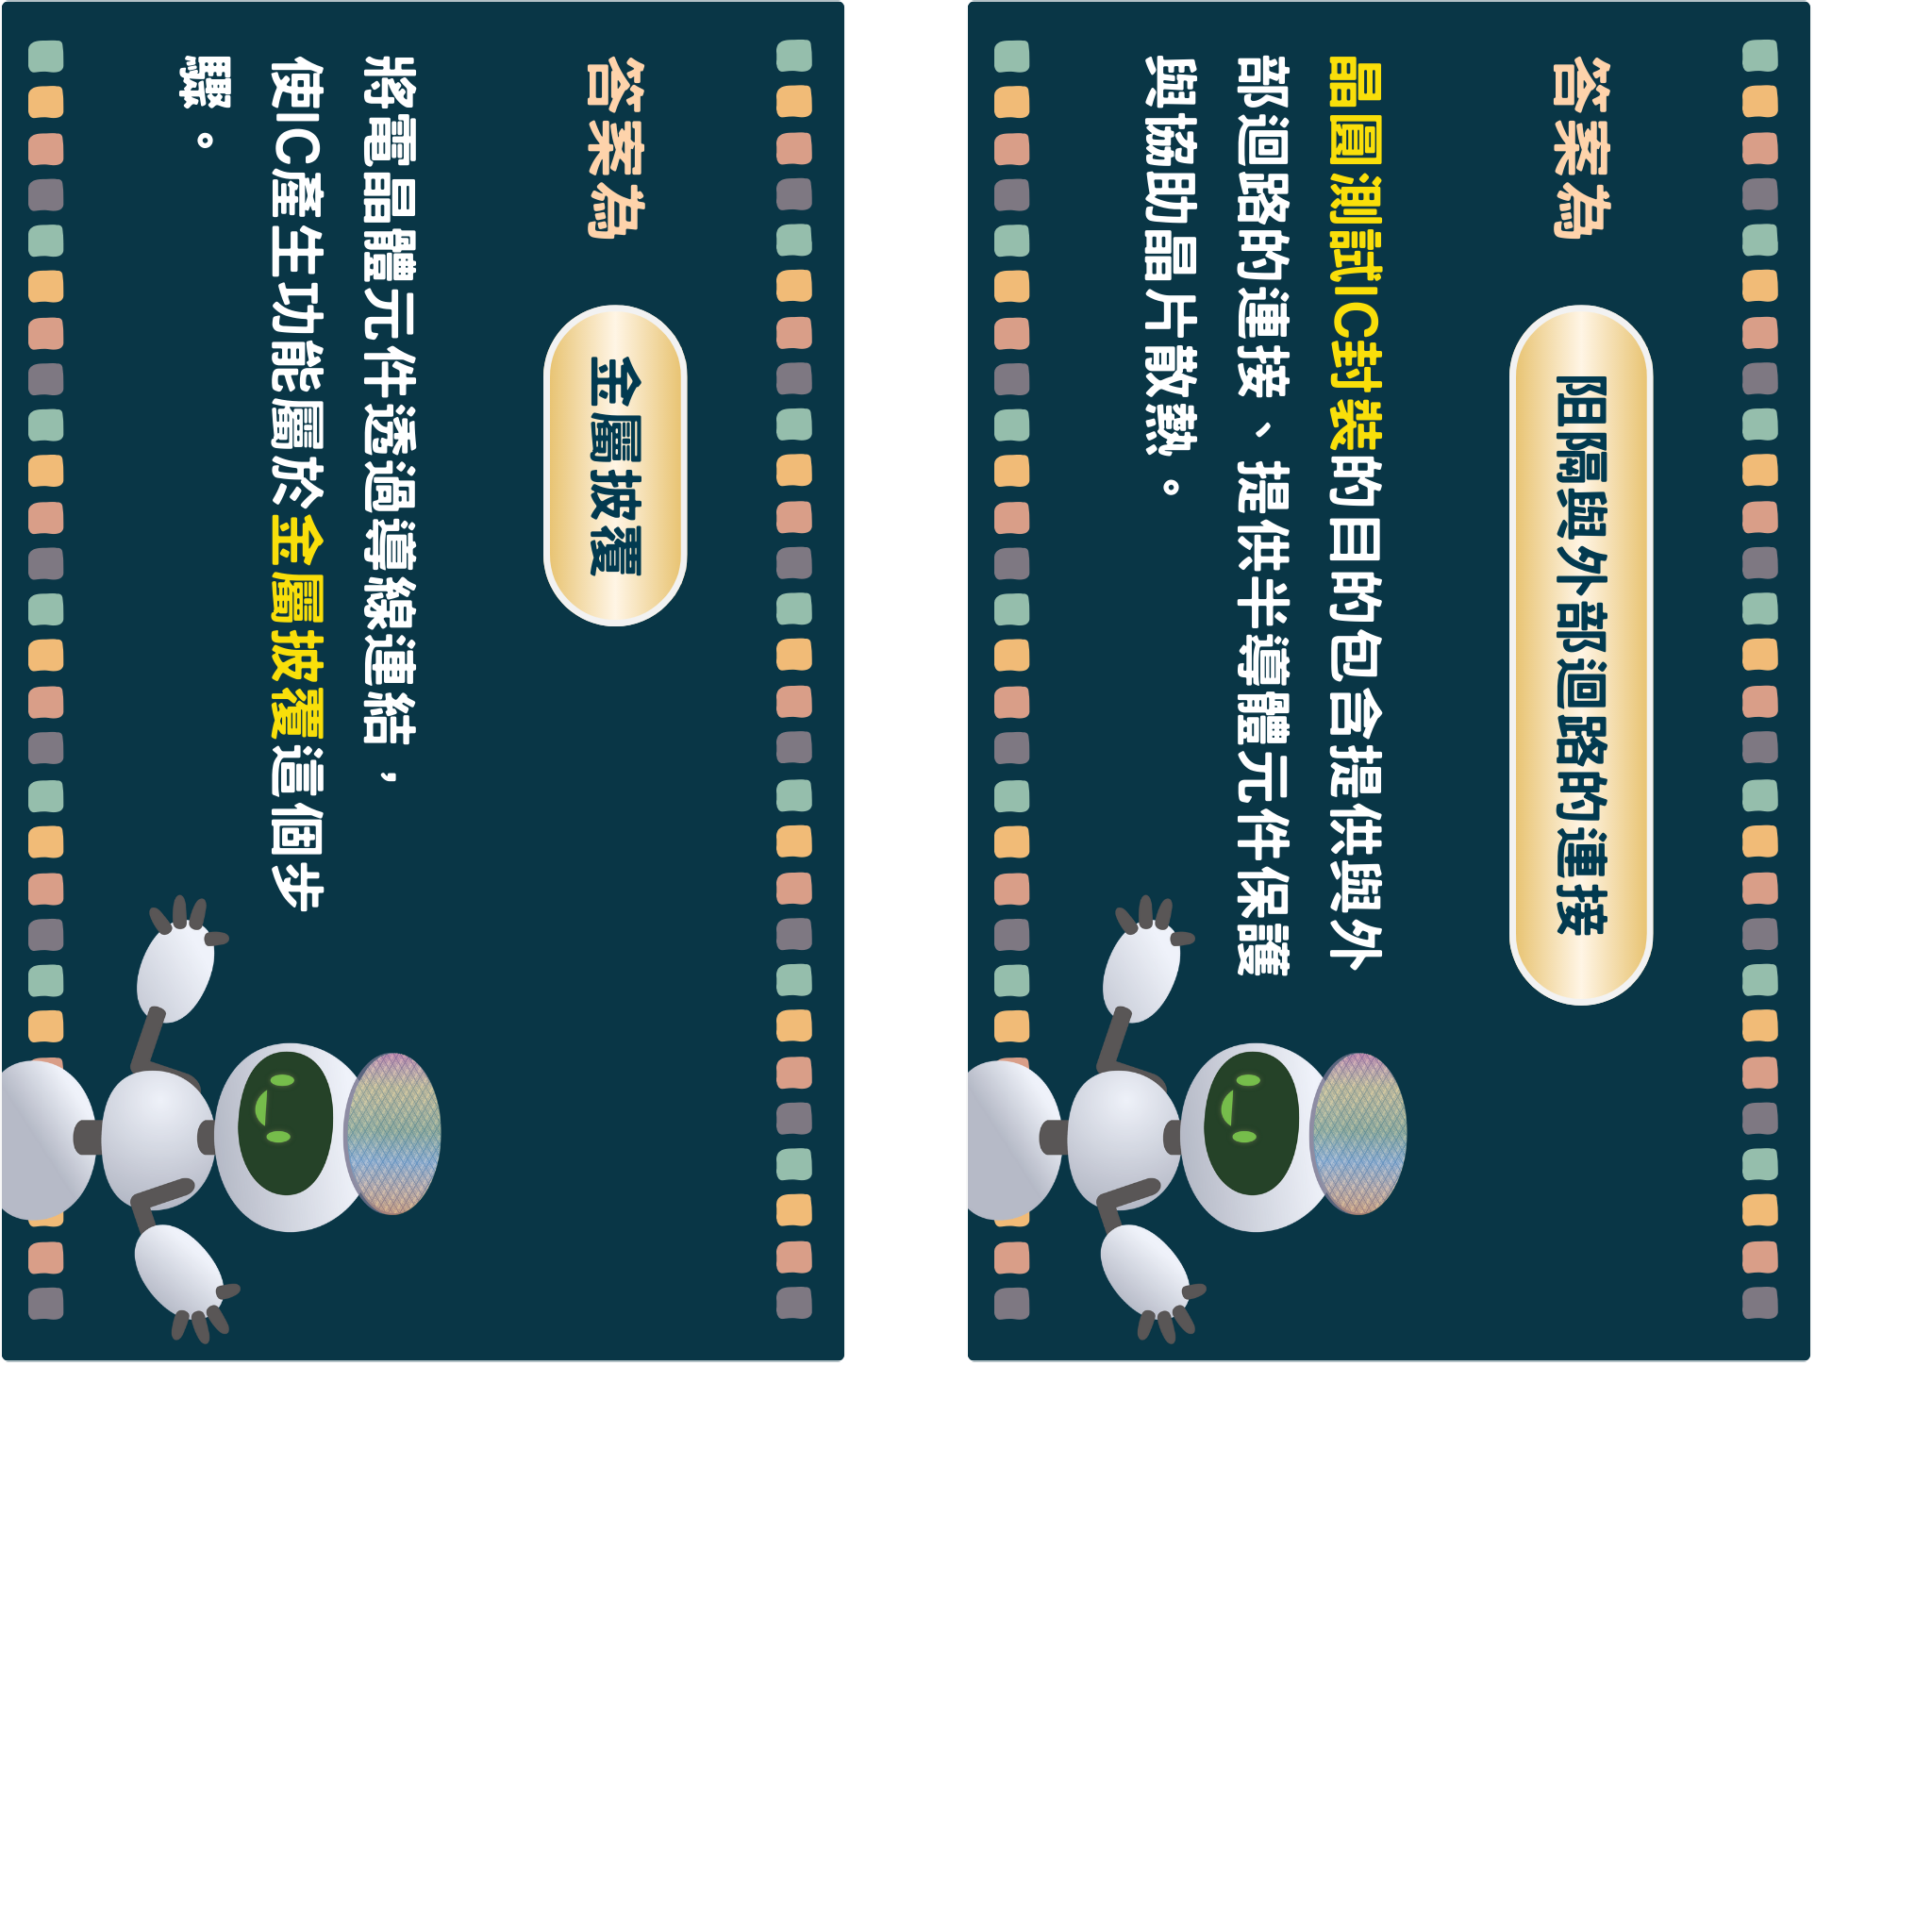 答案為 金屬披覆
將電晶體元件透過導線連結，
使IC產生功能屬於金屬披覆這個步
驟。
答案為 阻隔與外部迴路的連接
晶圓測試IC封裝的目的包含提供與外
部迴路的連接、提供半導體元件保護
與協助晶片散熱。